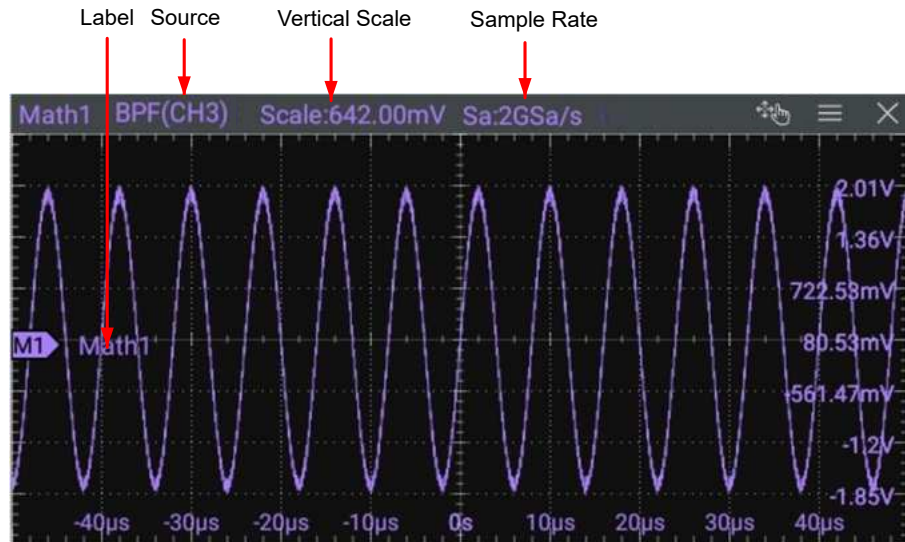 Label Source Vertical Scale Sample Rate
Math1 BPF(CH3) Scale:642.00mV Sa:2GSa/s
2.01V
1.36V
722.53mV
M1 Math1 80.53mV
-561.47mV
-1.2V
-1.85V
-40µs -30µs -20µs -10µs 0s 10µs 20µs 30µs 40µs